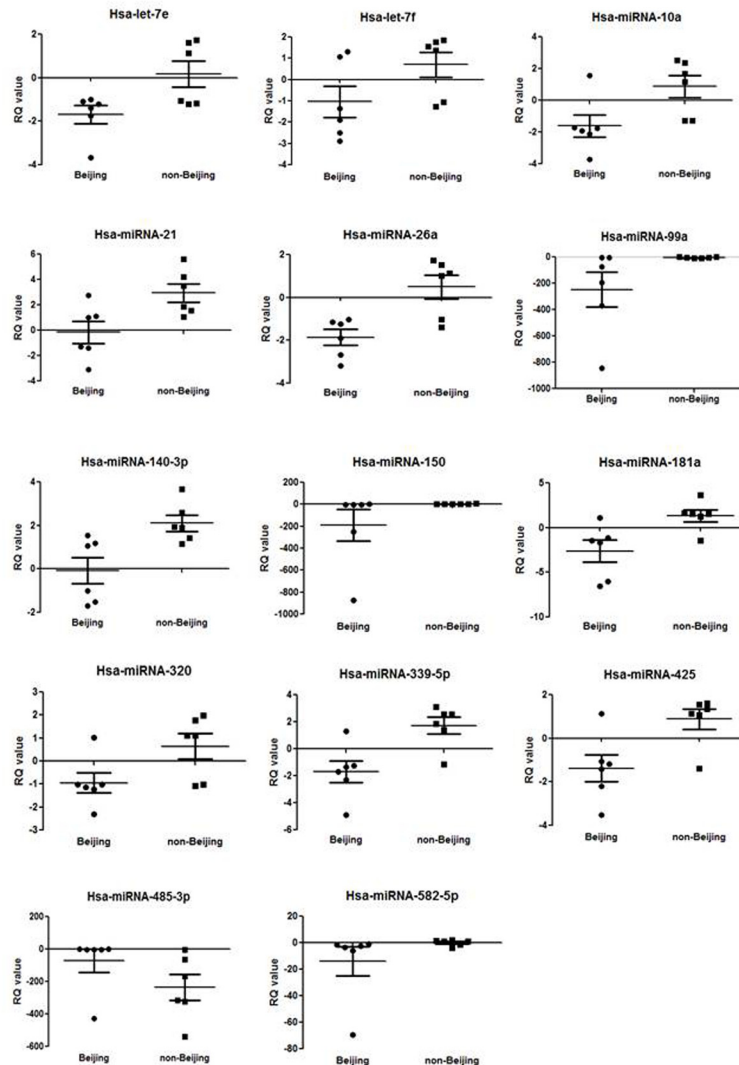 Hsa-let-7e
Hsa-let-7f
Hsa-miRNA-10a
RQ value
2
0
-2
-4
Beijing
non-Beijing
RQ value
2
1
0
-1
-2
-3
-4
Beijing
non-Beijing
RQ value
4
2
0
-2
-4
Beijing
non-Beijing
Hsa-miRNA-21
Hsa-miRNA-26a
Hsa-miRNA-99a
RQ value
6
4
2
0
-2
-4
Beijing
non-Beijing
RQ value
2
0
-2
-4
Beijing
non-Beijing
RQ value
0
-200
-400
-600
-800
-1000
Beijing
non-Beijing
Hsa-miRNA-140-3p
Hsa-miRNA-150
Hsa-miRNA-181a
RQ value
4
2
0
-2
Beijing
non-Beijing
RQ value
200
0
-200
-400
-600
-800
-1000
Beijing
non-Beijing
RQ value
5
0
-5
-10
Beijing
non-Beijing
Hsa-miRNA-320
Hsa-miRNA-339-5p
Hsa-miRNA-425
RQ value
3
2
1
0
-1
-2
-3
Beijing
non-Beijing
RQ value
4
2
0
-2
-4
-6
Beijing
non-Beijing
RQ value
2
0
-2
-4
Beijing
non-Beijing
Hsa-miRNA-485-3p
Hsa-miRNA-582-5p
RQ value
200
0
-200
-400
-600
Beijing
non-Beijing
RQ value
20
0
-20
-40
-60
-80
Beijing
non-Beijing